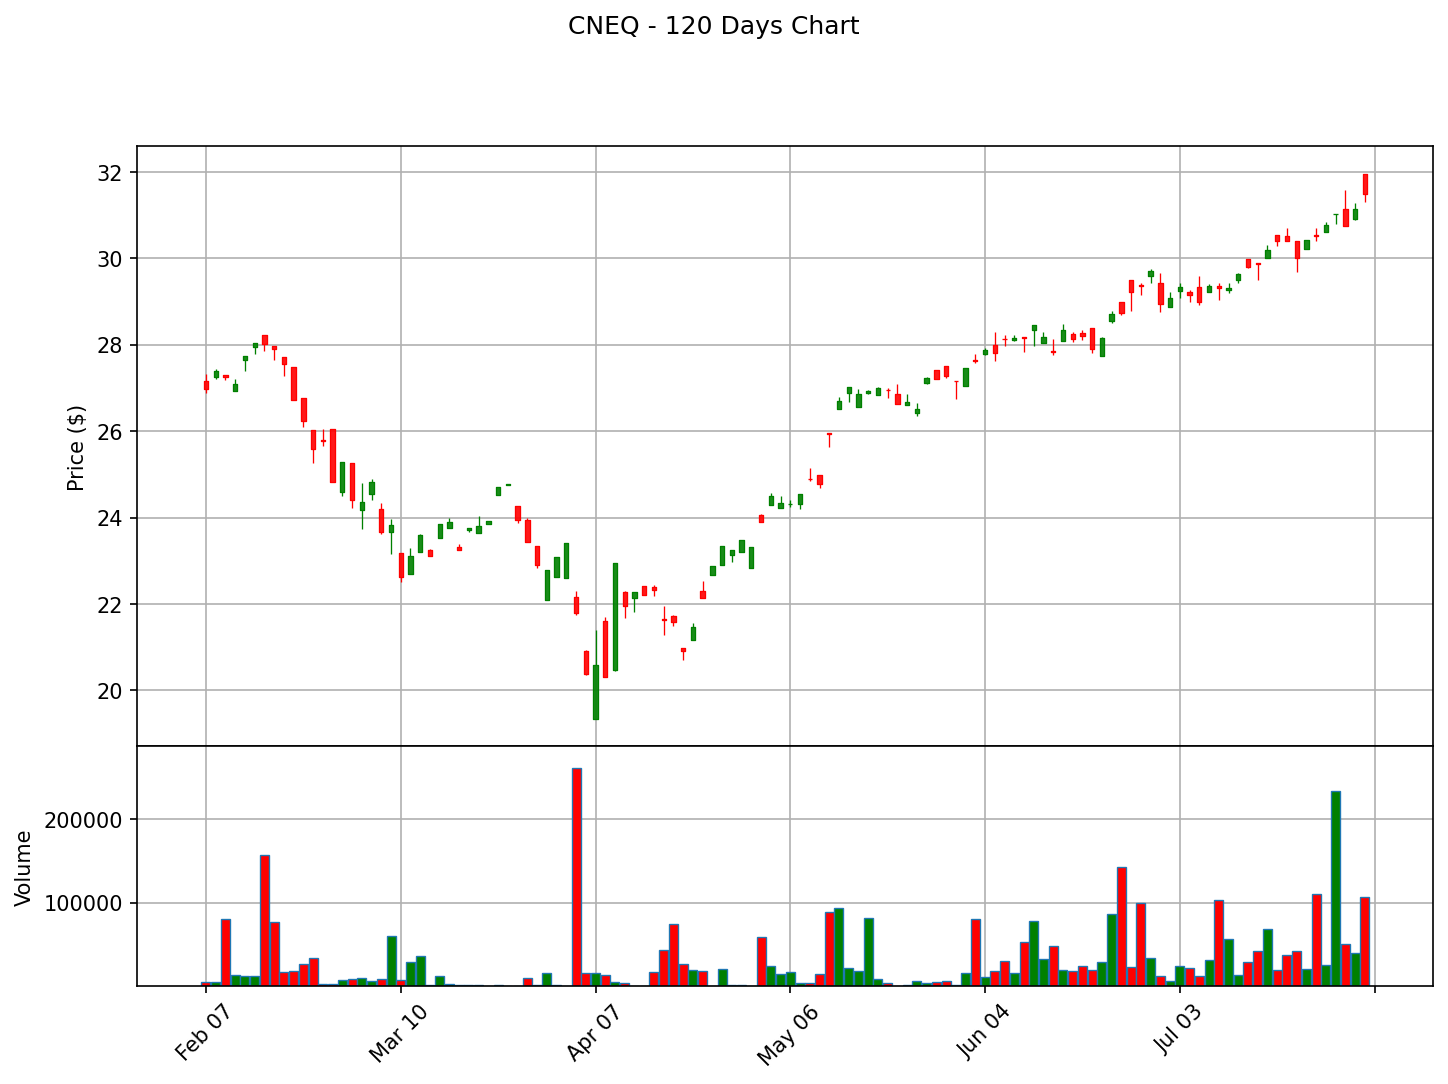 CNEQ - 120 Days Chart
Price ($)
32
30
28
26
24
22
20
Volume
200000
100000
Feb 07
Mar 10
Apr 07
May 06
Jun 04
Jul 03